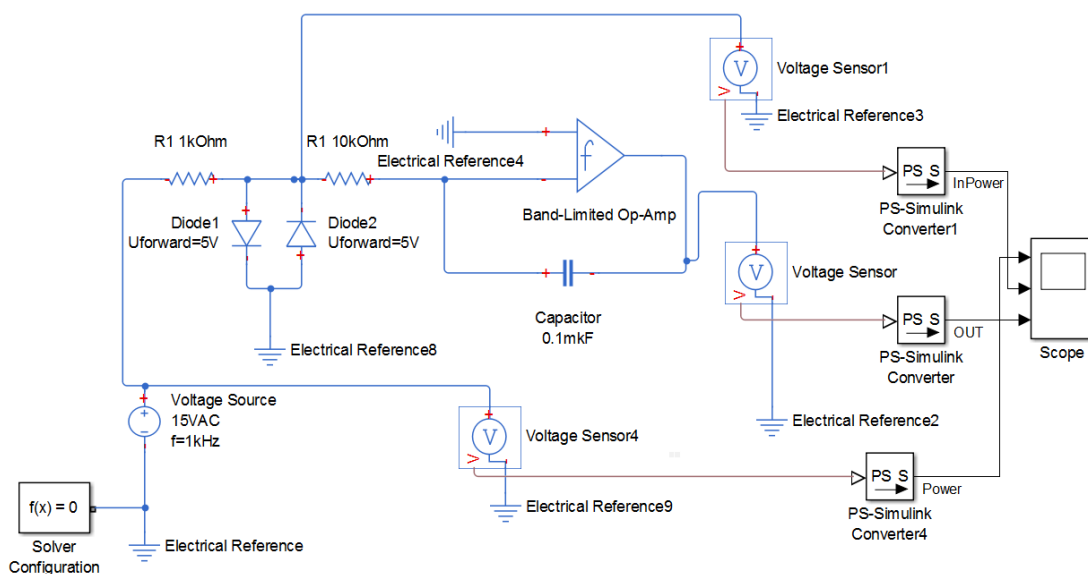 Voltage Sensor1
V
V
Electrical Reference3
R1 1kOhm
R1 10kOhm
Electrical Reference4
f
Band-Limited Op-Amp
PS S
InPower
PS-Simulink
Converter1
Diode1
Uforward=5V
Diode2
Uforward=5V
V
V
Voltage Sensor
Capacitor
0.1mkF
PS S
OUT
PS-Simulink
Converter
Scope
Electrical Reference8
Voltage Source
15VAC
f=1kHz
V
V
Voltage Sensor4
Electrical Reference2
PS S
Power
PS-Simulink
Converter4
Electrical Reference9
f(x) = 0
Solver
Configuration
Electrical Reference